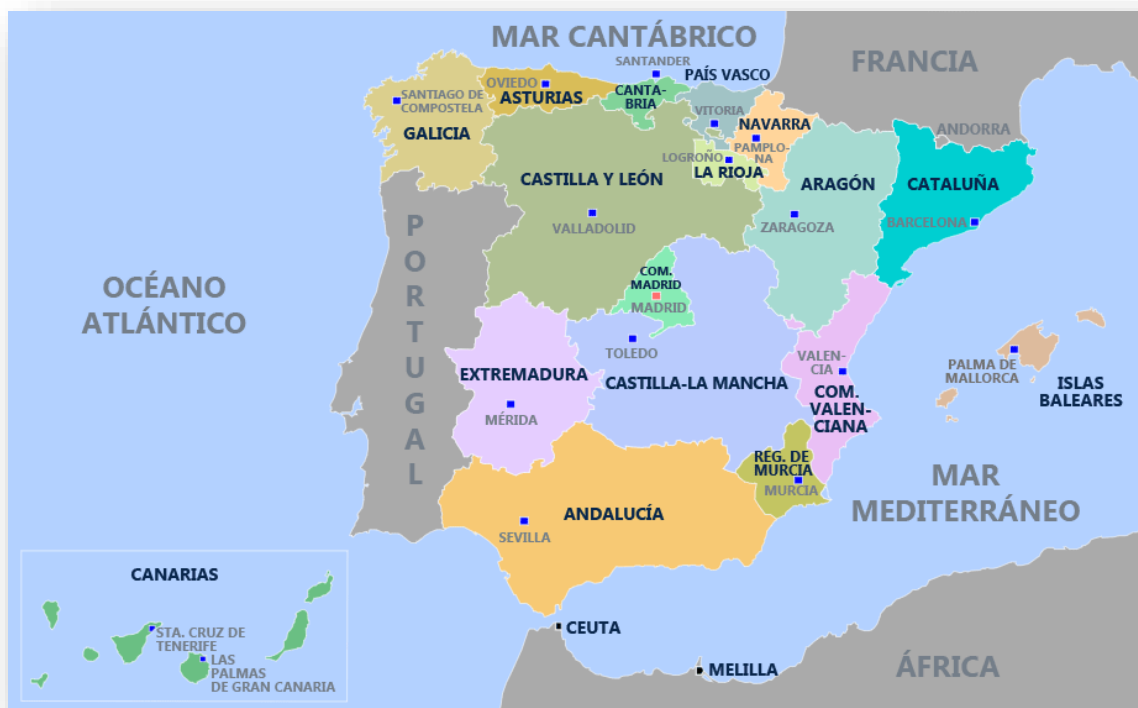 MAR CANTÁBRICO
FRANCIA
SANTANDER
PAÍS VASCO
OVIEDO
ASTURIAS
CANTA-
BRIA
SANTIAGO DE
COMPOSTELA
GALICIA
VITORIA
NAVARRA
PAMPLO-
NA
ANDORRA
LOGROÑO
LA RIOJA
CASTILLA Y LEÓN
ARAGÓN
CATALUÑA
VALLADOLID
ZARAGOZA
BARCELONA
PORTUGAL
OCÉANO
ATLÁNTICO
COM.
MADRID
MADRID
TOLEDO
EXTREMADURA
CASTILLA-LA MANCHA
VALEN-
CIA
COM.
VALEN-
CIANA
PALMA DE
MALLORCA
ISLAS
BALEARES
MÉRIDA
REG. DE
MURCIA
MURCIA
MAR
MEDITERRÁNEO
ANDALUCÍA
SEVILLA
CANARIAS
STA. CRUZ DE
TENERIFE
LAS
PALMAS
DE GRAN CANARIA
CEUTA
MELILLA
ÁFRICA